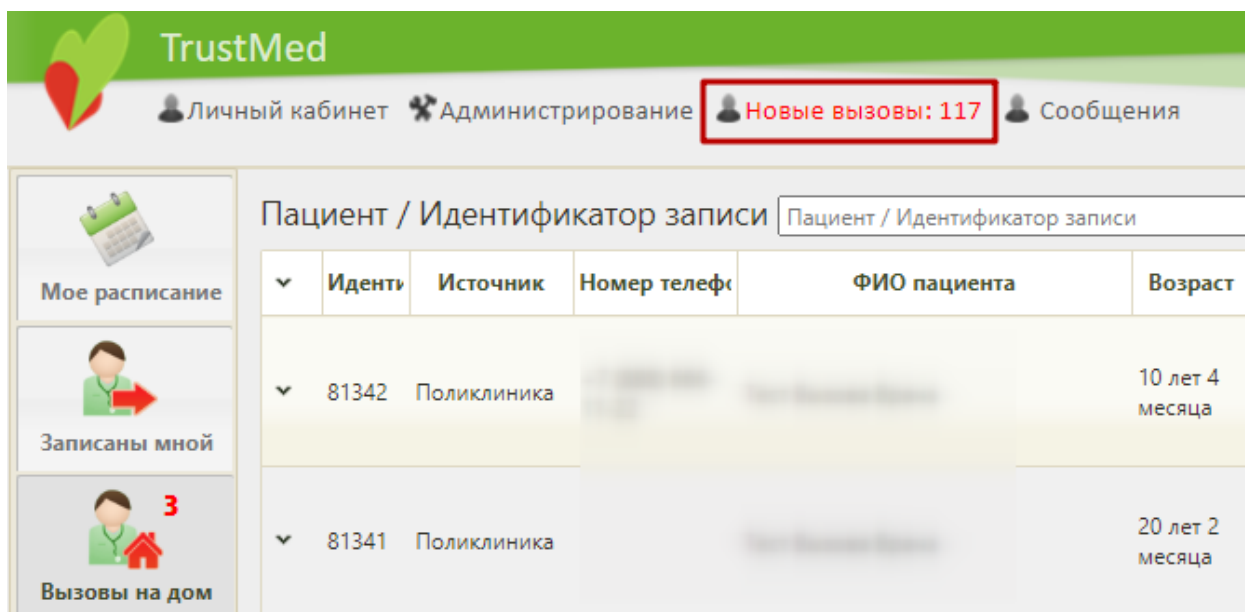 TrustMed
Личный кабинет Администрирование Новые вызовы: 117 Сообщения
Мое расписание
Записаны мной
3
Вызовы на дом
Пациент / Идентификатор записи Пациент / Идентификатор записи
Иденти Источник Номер телефо ФИО пациента Возраст
81342 Поликлиника 10 лет 4
месяца
81341 Поликлиника 20 лет 2
месяца